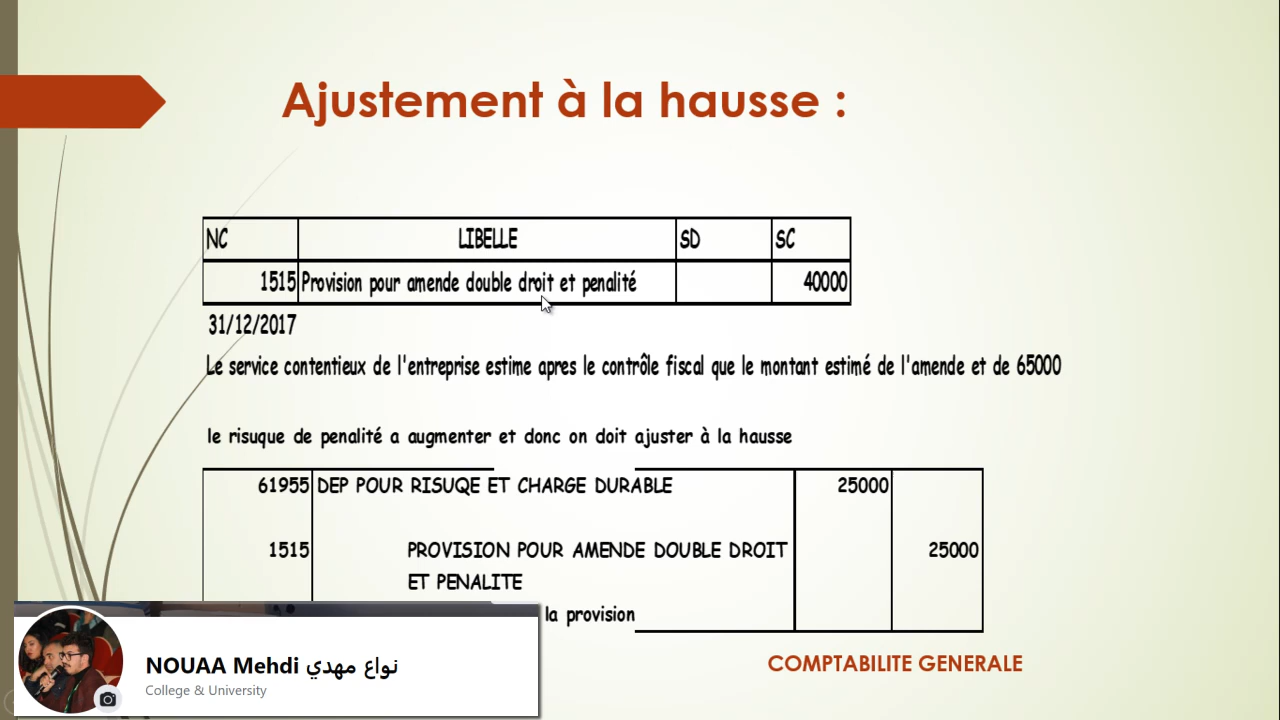 Ajustement à la hausse :
NC LIBELLE SD SC
1515 Provision pour amende double droit et penalité 40000
31/12/2017
Le service contentieux de l'entreprise estime apres le contrôle fiscal que le montant estimé de l'amende et de 65000
le risuque de penalité a augmenter et donc on doit ajuster à la hausse
61955 DEP POUR RISUQE ET CHARGE DURABLE 25000
1515 PROVISION POUR AMENDE DOUBLE DROIT 25000
ET PENALITE
la provision
NOUAA Mehdi نواع مهدي
College & University
COMPTABILITE GENERALE